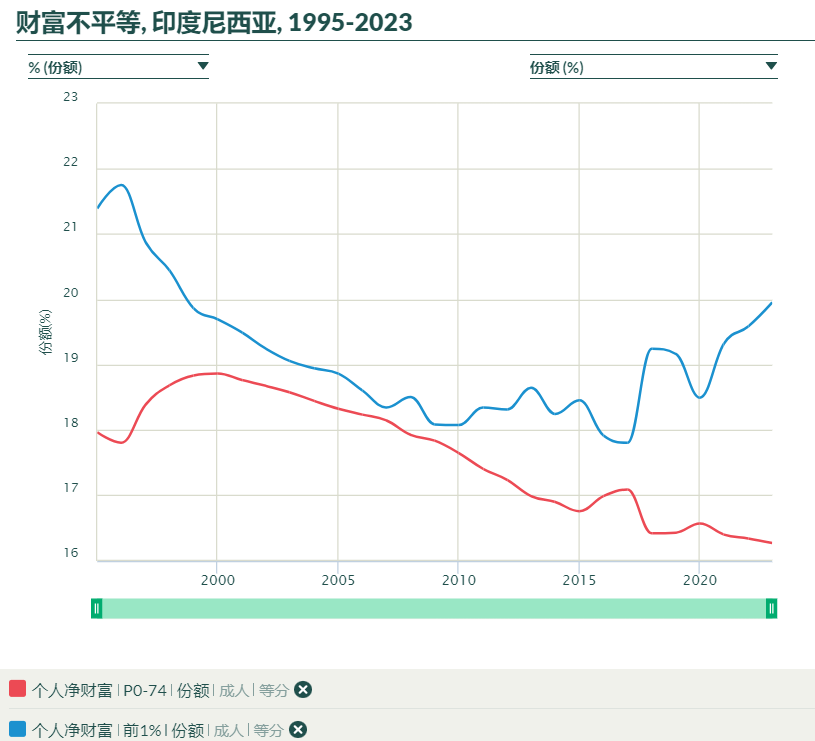 财富不平等, 印度尼西亚, 1995-2023
% (份额)
份额 (%)
23
22
21
20
19
18
17
16
份额(%)
2000 2005 2010 2015 2020
个人净财富 | P0-74 | 份额 | 成人 | 等分
个人净财富 | 前1% | 份额 | 成人 | 等分